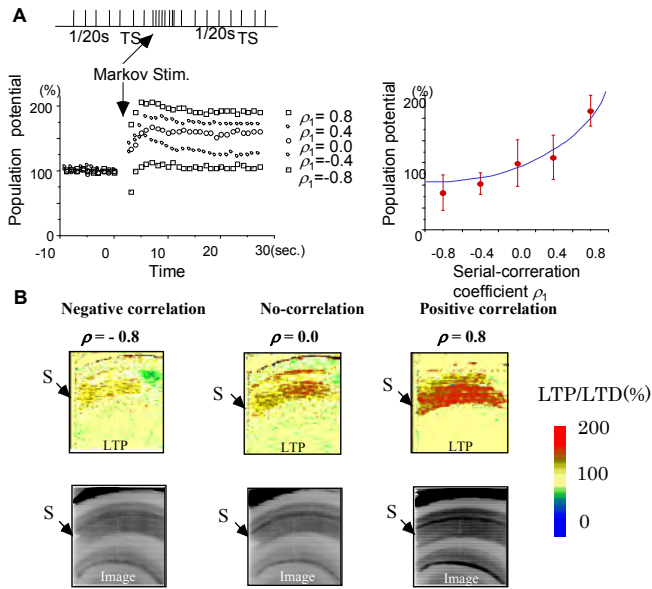 A
1/20s TS 1/20s TS
Markov Stim.
Population potential
(%)
200
100
0
-10 0 10 20 30(sec.)
Time
ρ1 = 0.8
ρ1 = 0.4
ρ1 = 0.0
ρ1=-0.4
ρ1=-0.8
Population potential
(%)
200
100
0
-0.8 -0.4 0.0 0.4 0.8
Serial-correration
coefficient ρ1
B
Negative correlation No-correlation Positive correlation
ρ = - 0.8 ρ = 0.0 ρ = 0.8
S S S
LTP LTP LTP
LTP/LTD(%)
200
100
0
S S S
Image Image Image